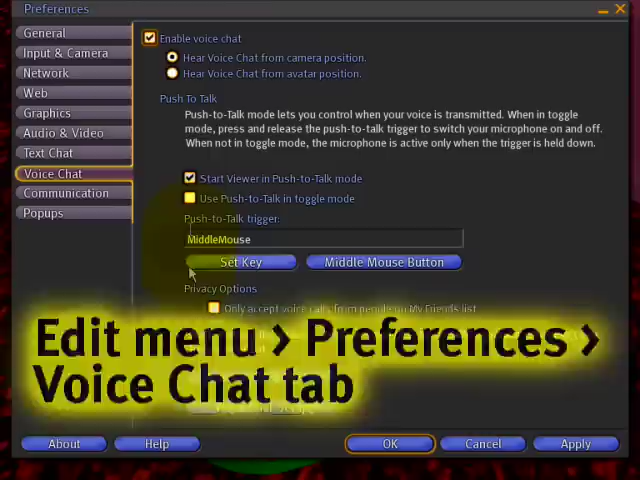 Preferences
General
Input & Camera
Network
Web
Graphics
Audio & Video
Text Chat
Voice Chat
Communication
Popups
Enable voice chat
Hear Voice Chat from camera position.
Hear Voice Chat from avatar position.
Push To Talk
Push-to-Talk mode lets you control when your voice is transmitted. When in toggle
mode, press and release the push-to-talk trigger to switch your microphone on and off.
When not in toggle mode, the microphone is active only when the trigger is held down.
Start Viewer in Push-to-Talk mode
Use Push-to-Talk in toggle mode
Push-to-Talk trigger:
MiddleMouse
Set Key
Middle Mouse Button
Privacy Options
Only accept voice calls from people on My Friends list
Edit menu > Preferences >
Voice Chat tab
About
Help
OK
Cancel
Apply